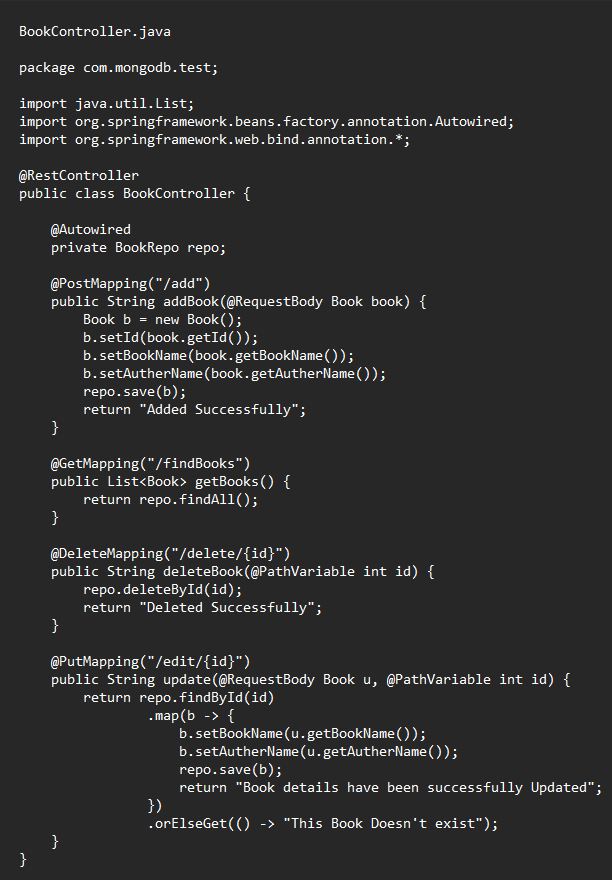 BookController.java
package com.mongodb.test;
import java.util.List;
import org.springframework.beans.factory.annotation.Autowired;
import org.springframework.web.bind.annotation.*;
@RestController
public class BookController {
@Autowired
private BookRepo repo;
@PostMapping("/add")
public String addBook(@RequestBody Book book) {
Book b = new Book();
b.setId(book.getId());
b.setBookName(book.getBookName());
b.setAutherName(book.getAutherName());
repo.save(b);
return "Added Successfully";
}
@GetMapping("/findBooks")
public List<Book> getBooks() {
return repo.findAll();
}
@DeleteMapping("/delete/{id}")
public String deleteBook(@PathVariable int id) {
repo.deleteById(id);
return "Deleted Successfully";
}
@PutMapping("/edit/{id}")
public String update(@RequestBody Book u, @PathVariable int id) {
return repo.findById(id)
.map(b -> {
b.setBookName(u.getBookName());
b.setAutherName(u.getAutherName());
repo.save(b);
return "Book details have been successfully Updated";
})
.orElseGet(() -> "This Book Doesn't exist");
}
}